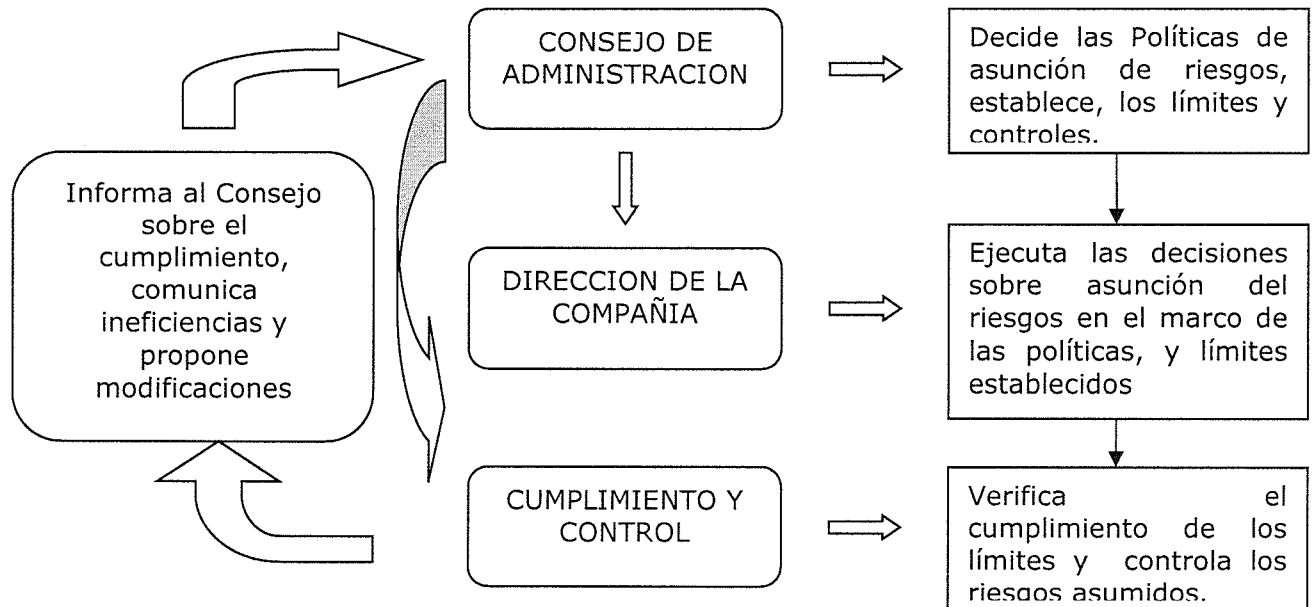 CONSEJO DE
ADMINISTRACION
Decide las Políticas de
asunción de riesgos,
establece, los límites y
controles.
Informa al Consejo
sobre el
cumplimiento,
comunica
ineficiencias y
propone
modificaciones
DIRECCION DE LA
COMPAÑIA
Ejecuta las decisiones
sobre asunción del
riesgos en el marco de
las políticas, y límites
establecidos
CUMPLIMIENTO Y
CONTROL
Verifica el
cumplimiento de los
límites y controla los
riesgos asumidos.